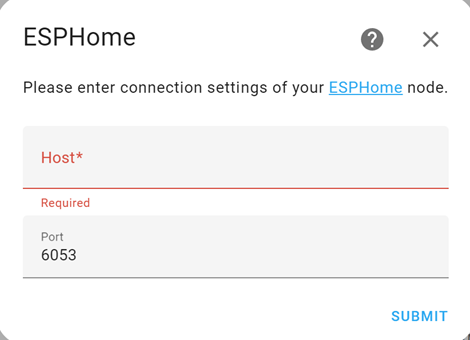 ESPHome
Please enter connection settings of your ESPHome node.
Host*
Required
Port
6053
SUBMIT